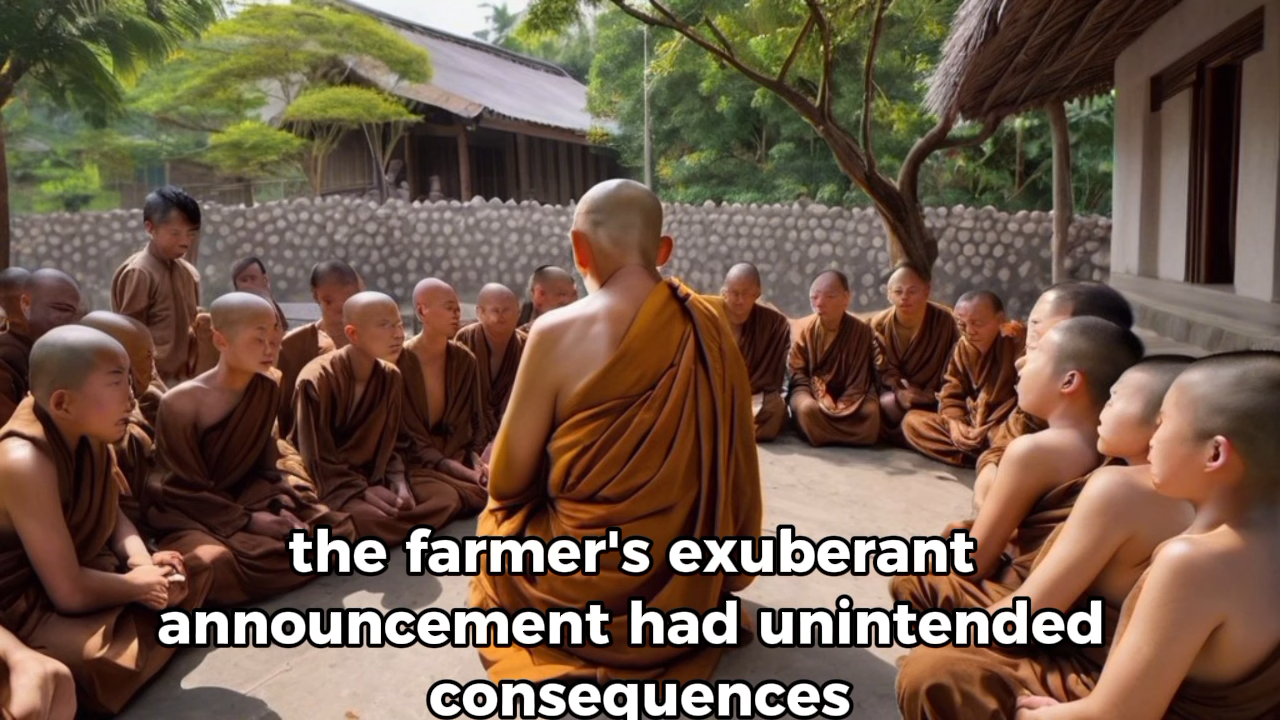 the farmer's exuberant
announcement had unintended
consequences